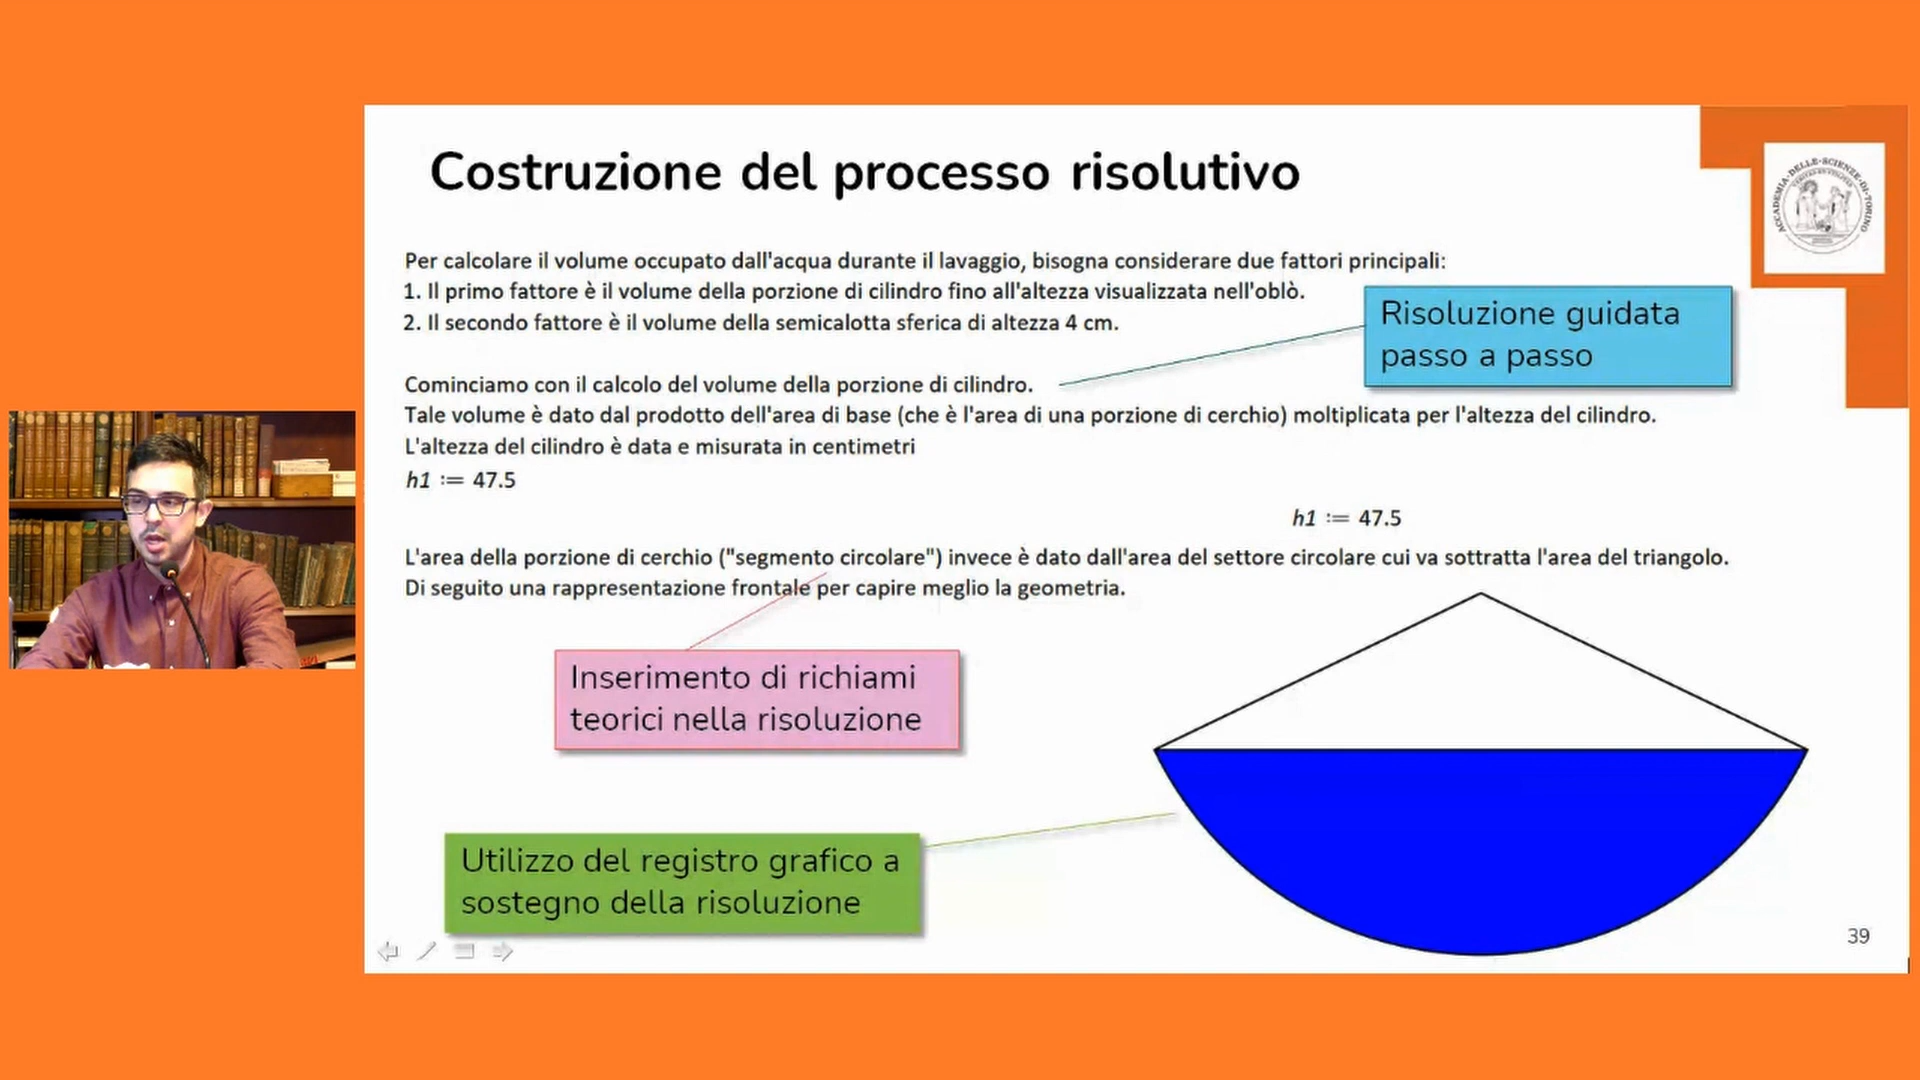 Costruzione del processo risolutivo
ACCADEMIA·DELLE·SCIENZE·DI·TORINO
Per calcolare il volume occupato dall'acqua durante il lavaggio, bisogna considerare due fattori principali:
1. Il primo fattore è il volume della porzione di cilindro fino all'altezza visualizzata nell'oblò.
2. Il secondo fattore è il volume della semicalotta sferica di altezza 4 cm.
Risoluzione guidata
passo a passo
Cominciamo con il calcolo del volume della porzione di cilindro.
Tale volume è dato dal prodotto dell'area di base (che è l'area di una porzione di cerchio) moltiplicata per l'altezza del cilindro.
L'altezza del cilindro è data e misurata in centimetri
h1 := 47.5
h1 := 47.5
L'area della porzione di cerchio ("segmento circolare") invece è dato dall'area del settore circolare cui va sottratta l'area del triangolo.
Di seguito una rappresentazione frontale per capire meglio la geometria.
Inserimento di richiami
teorici nella risoluzione
Utilizzo del registro grafico a
sostegno della risoluzione
39